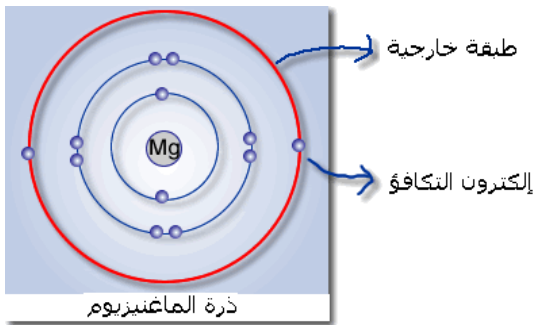 طبقة خارجية
Mg
إلكترون التكافؤ
ذرة الماغنيزيوم